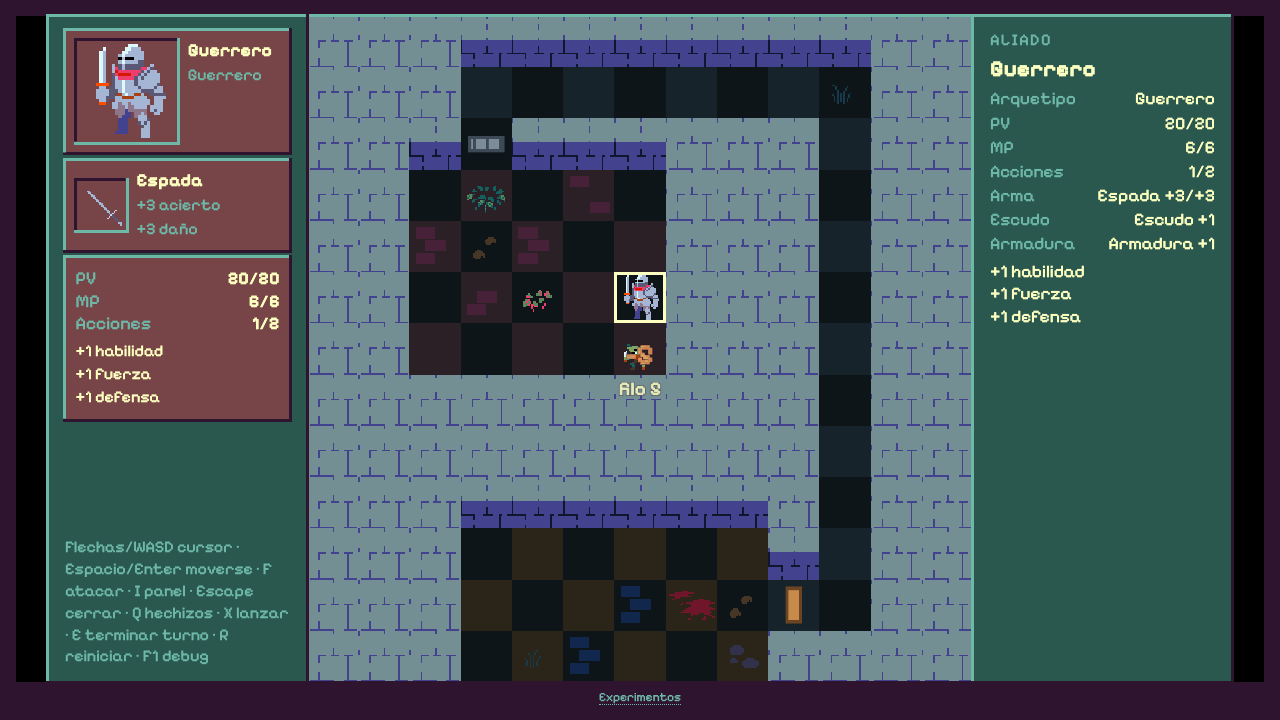 Guerrero
Guerrero
Espada
+3 acierto
+3 daño
PV 20/20
MP 6/6
Acciones 1/2
+1 habilidad
+1 fuerza
+1 defensa
Flechas/WASD cursor ·
Espacio/Enter moverse · F
atacar · I panel · Escape
cerrar · Q hechizos · X lanzar
· E terminar turno · R
reiniciar · F1 debug
Alo S
ALIADO
Guerrero
Arquetipo Guerrero
PV 20/20
MP 6/6
Acciones 1/2
Arma Espada +3/+3
Escudo Escudo +1
Armadura Armadura +1
+1 habilidad
+1 fuerza
+1 defensa
Experimentos